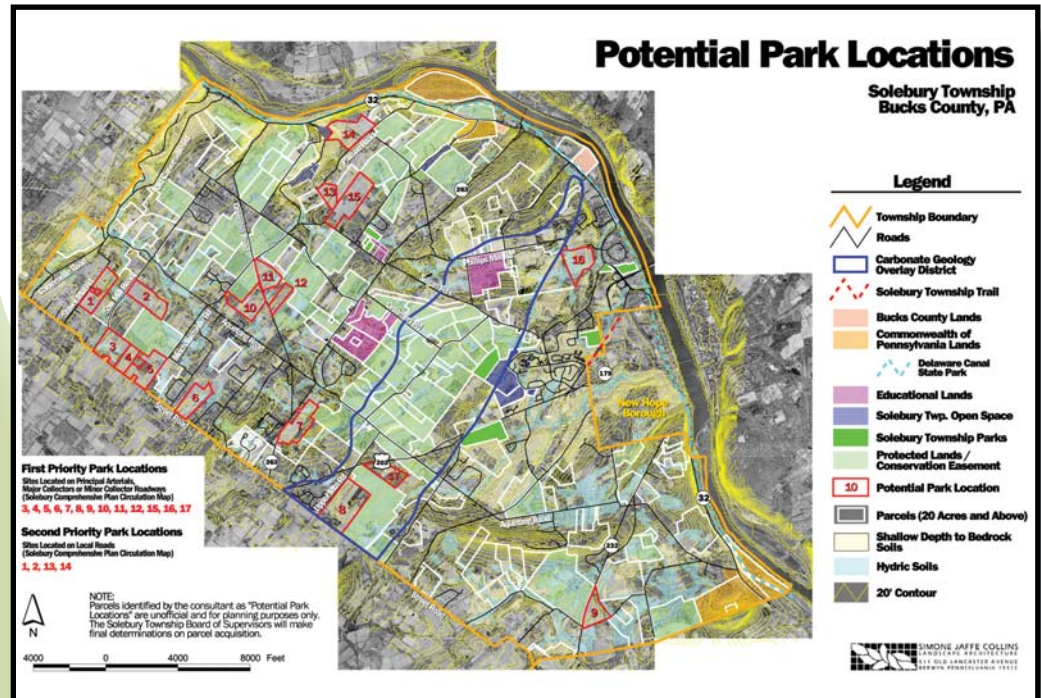 Potential Park Locations
Solebury Township
Bucks County, PA
Legend
Township Boundary
Roads
Carbonate Geology
Overlay District
Solebury Township Trail
Bucks County Lands
Commonwealth of
Pennsylvania Lands
Delaware Canal
State Park
Educational Lands
Solebury Twp. Open Space
Solebury Township Parks
Protected Lands /
Conservation Easement
10
Potential Park Location
Parcels (20 Acres and Above)
Shallow Depth to Bedrock
Soils
Hydric Soils
20' Contour
32
14
13
15
263
16
11
12
10
1
2
3
4
5
6
7
179
New Hope
Borough
263
202
17
8
32
232
9
First Priority Park Locations
Sites Located on Principal Arterials,
Major Collectors or Minor Collector Roadways
(Solebury Comprehensive Plan Circulation Map)
3, 4, 5, 6, 7, 8, 9, 10, 11, 12, 15, 16, 17
Second Priority Park Locations
Sites Located on Local Roads
(Solebury Comprehensive Plan Circulation Map)
1, 2, 13, 14
NOTE:
Parcels identified by the consultant as "Potential Park
Locations" are unofficial and for planning purposes only.
The Solebury Township Board of Supervisors will make
final determinations on parcel acquisition.
N
4000 0 4000 8000 Feet
SIMONE JAFFE COLLINS
LANDSCAPE ARCHITECTURE
511 OLD LANCASTER AVENUE
BERWYN PENNSYLVANIA 19312